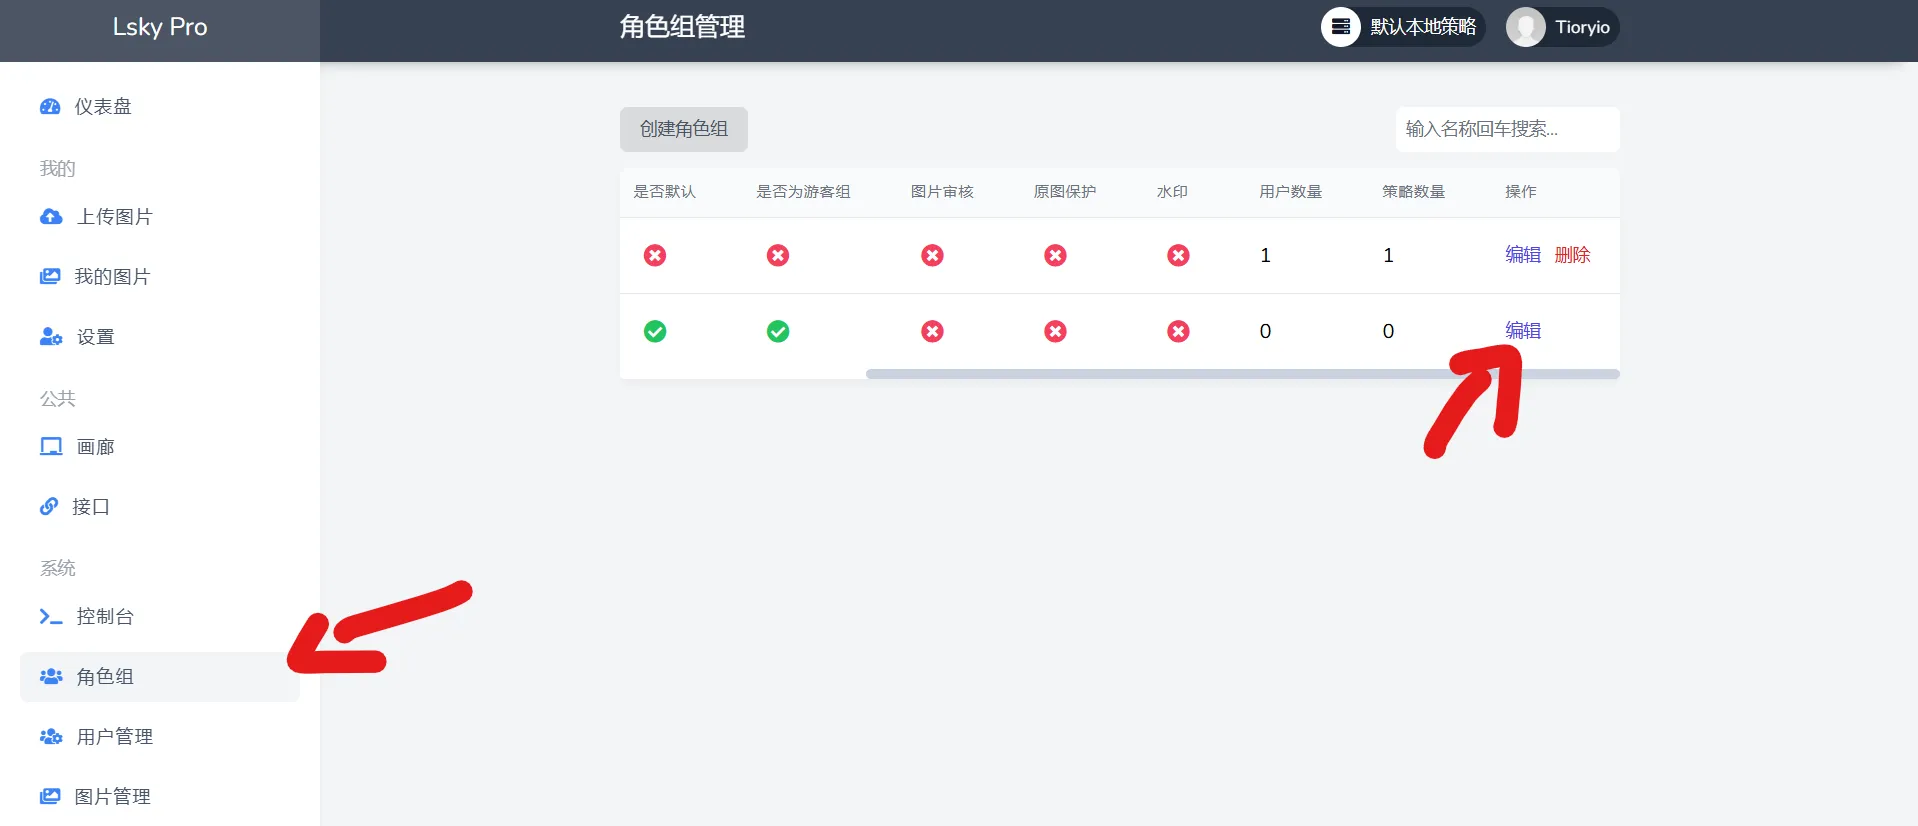 Lsky Pro
角色组管理
默认本地策略
Tioryio
仪表盘
我的
上传图片
我的图片
设置
公共
画廊
接口
系统
控制台
角色组
用户管理
图片管理
创建角色组
输入名称回车搜索...
是否默认 是否为游客组 图片审核 原图保护 水印 用户数量 策略数量 操作
1 1 编辑 删除
0 0 编辑